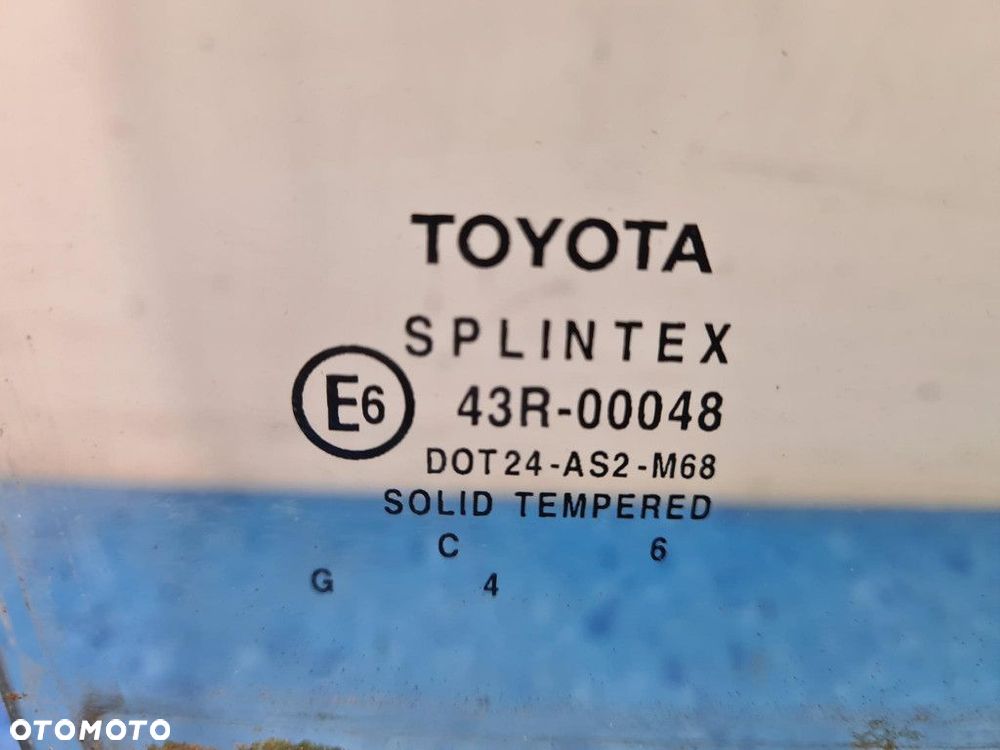 TOYOTA
SPLINTEX
E6 43R-00048
DOT24-AS2-M68
SOLID TEMPERED
C 6
G 4
OTOMOTO